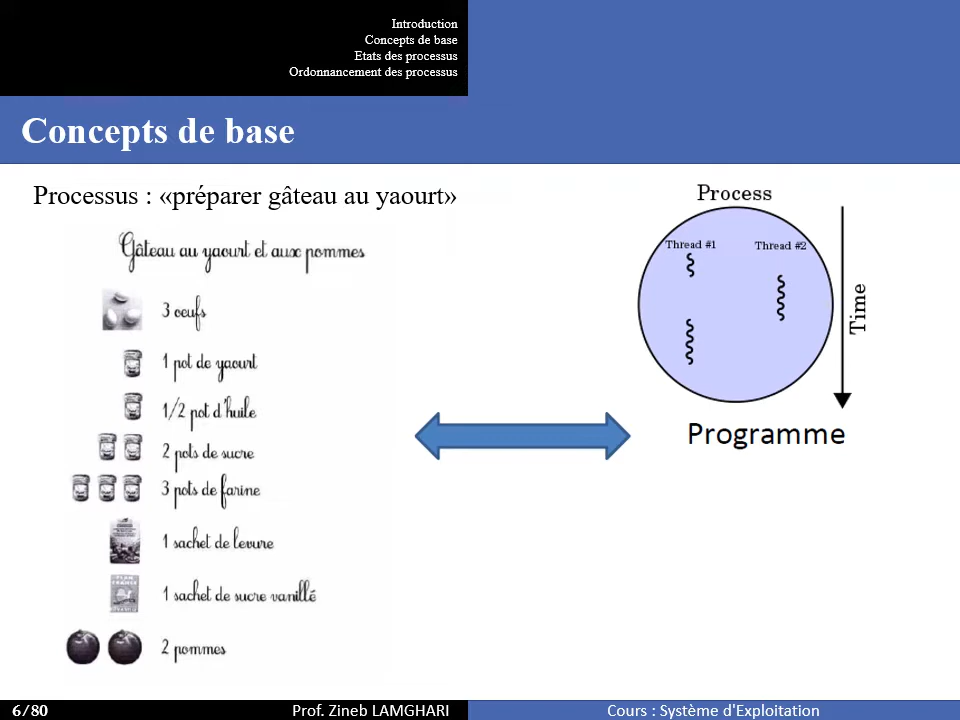 Introduction
Concepts de base
Etats des processus
Ordonnancement des processus
Concepts de base
Processus : «préparer gâteau au yaourt»
Gâteau au yaourt et aux pommes
3 oeufs
1 pot de yaourt
1/2 pot d'huile
2 pots de sucre
3 pots de farine
1 sachet de levure
1 sachet de sucre vanillé
2 pommes
Process
Thread #1
Thread #2
Time
Programme
6/80
Prof. Zineb LAMGHARI
Cours : Système d'Exploitation